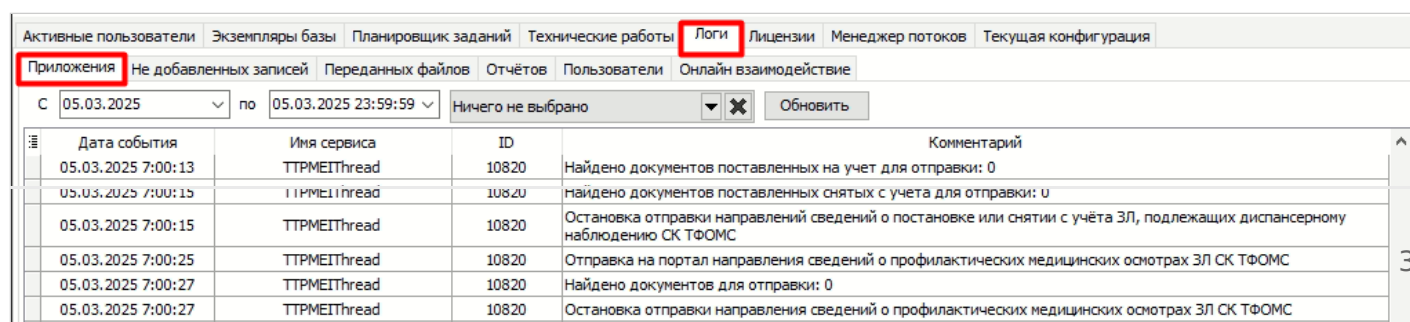 Активные пользователи Экземпляры базы Планировщик заданий Технические работы Логи Лицензии Менеджер потоков Текущая конфигурация
Приложения Не добавленных записей Переданных файлов Отчётов Пользователи Онлайн взаимодействие
С 05.03.2025 по 05.03.2025 23:59:59 Ничего не выбрано Обновить
Дата события Имя сервиса ID Комментарий
05.03.2025 7:00:13 TTPMEIThread 10820 Найдено документов поставленных на учет для отправки: 0
05.03.2025 7:00:15 TTPMEIThread 10820 Найдено документов поставленных снятых с учета для отправки: 0
05.03.2025 7:00:15 TTPMEIThread 10820 Остановка отправки направлений сведений о постановке или снятии с учёта ЗЛ, подлежащих диспансерному
наблюдению СК ТФОМС
05.03.2025 7:00:25 TTPMEIThread 10820 Отправка на портал направления сведений о профилактических медицинских осмотрах ЗЛ СК ТФОМС
05.03.2025 7:00:27 TTPMEIThread 10820 Найдено документов для отправки: 0
05.03.2025 7:00:27 TTPMEIThread 10820 Остановка отправки направления сведений о профилактических медицинских осмотрах ЗЛ СК ТФОМС